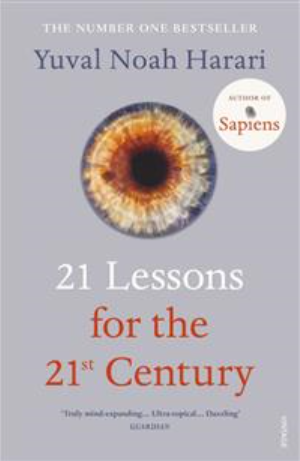 THE NUMBER ONE BESTSELLER
Yuval Noah Harari
AUTHOR OF
Sapiens
21 Lessons
for the
21st Century
'Truly mind-expanding... Ultra-topical... Dazzling'
GUARDIAN
VINTAGE